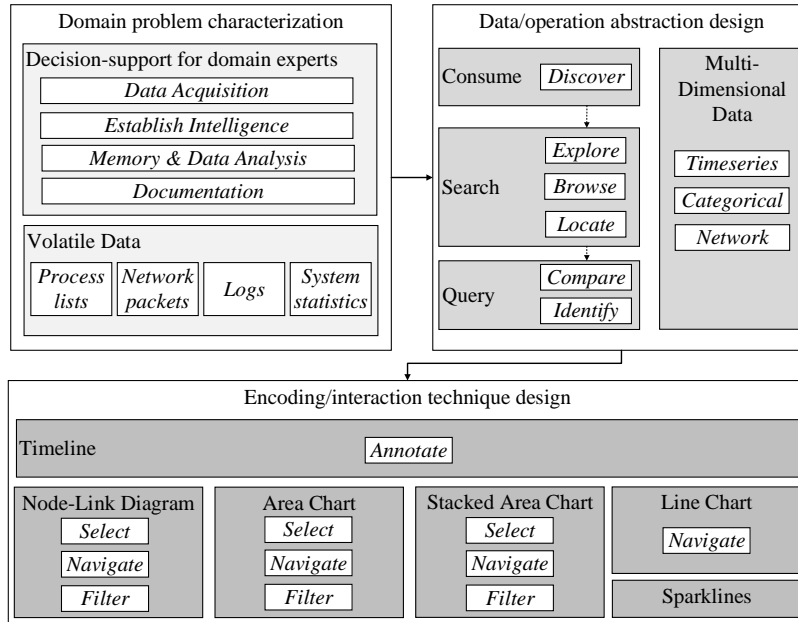 Domain problem characterization
Decision-support for domain experts
Data Acquisition
Establish Intelligence
Memory & Data Analysis
Documentation
Volatile Data
Process
lists
Network
packets
Logs
System
statistics
Data/operation abstraction design
Consume
Discover
Search
Explore
Browse
Locate
Query
Compare
Identify
Multi-
Dimensional
Data
Timeseries
Categorical
Network
Encoding/interaction technique design
Timeline
Annotate
Node-Link Diagram
Select
Navigate
Filter
Area Chart
Select
Navigate
Filter
Stacked Area Chart
Select
Navigate
Filter
Line Chart
Navigate
Sparklines